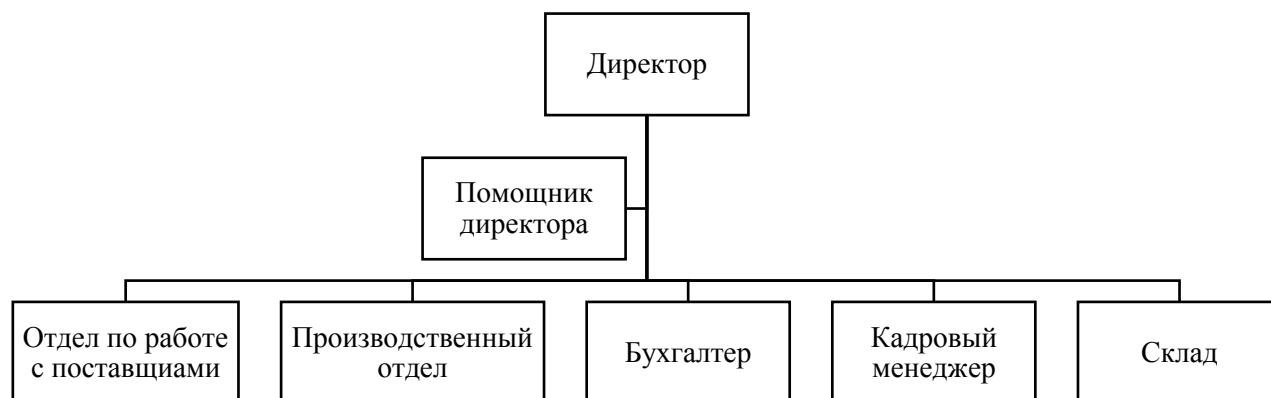 Директор
Помощник
директора
Отдел по работе
с поставщиами
Производственный
отдел
Бухгалтер
Кадровый
менеджер
Склад